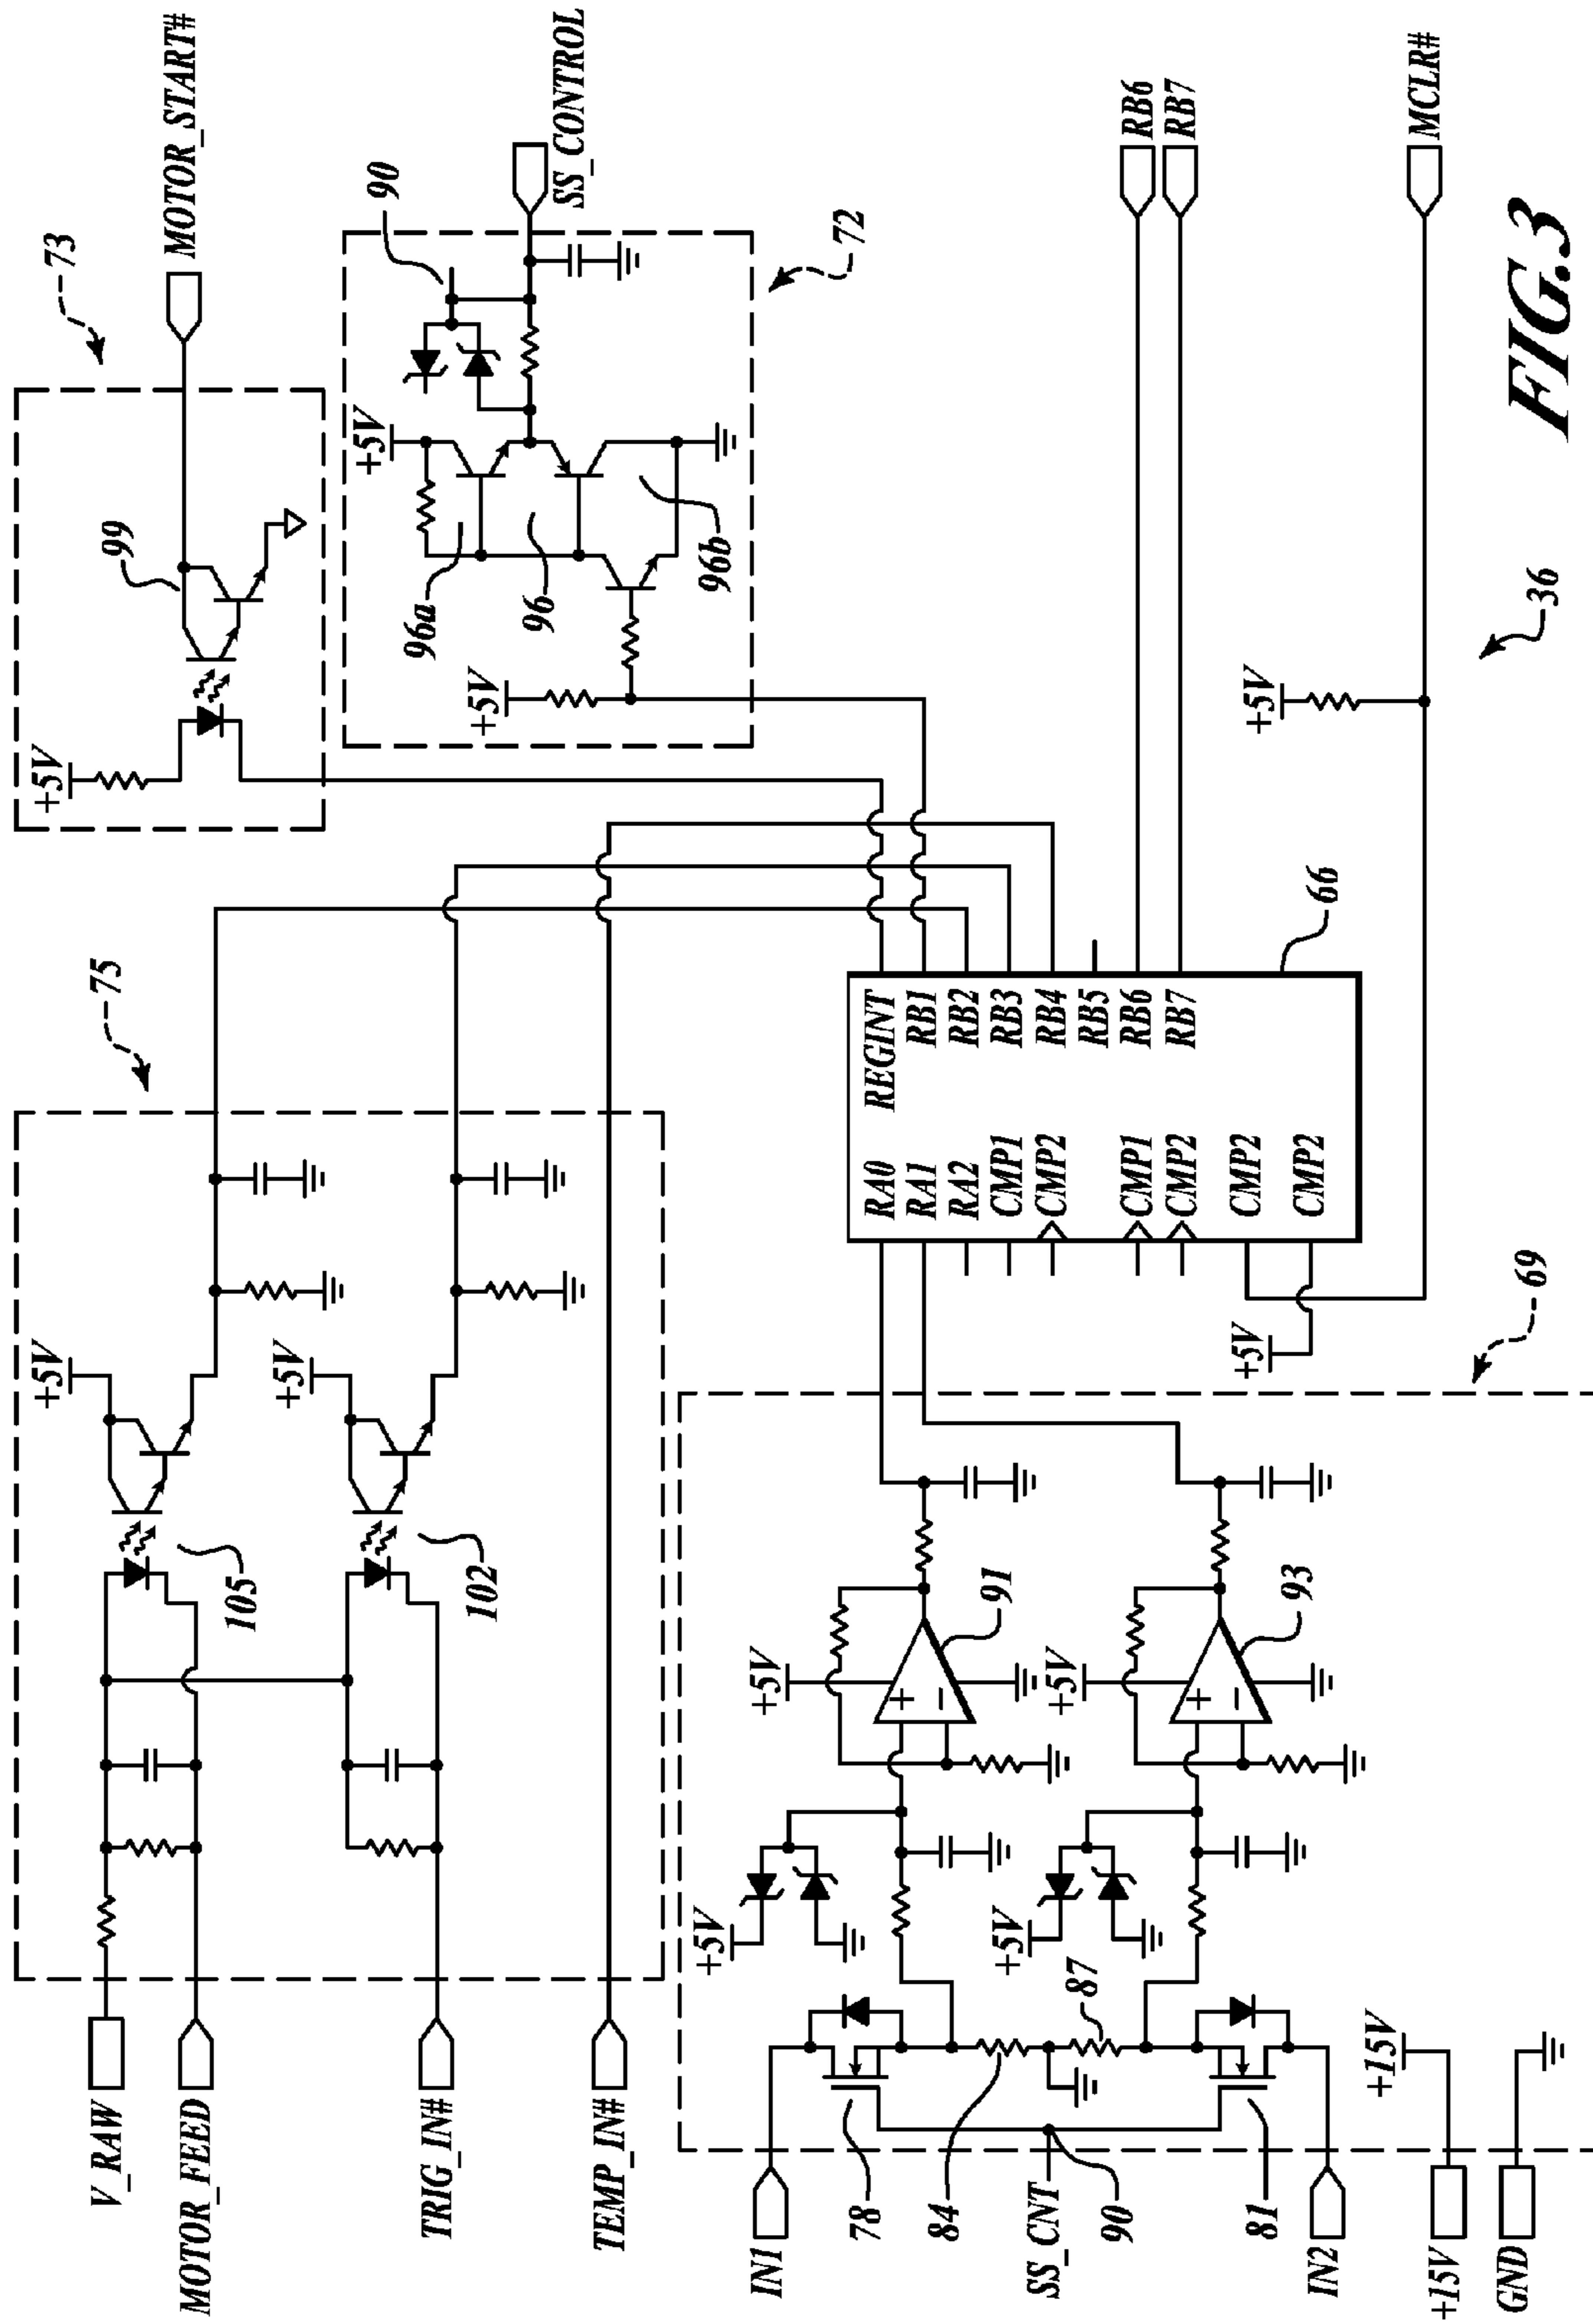 V_RAW
MOTOR_FEED
TRIG_IN#
TEMP_IN#
105
102
+5V
+5V
75
+5V
99
73
MOTOR_START#
+5V
96a
96
96b
+5V
90
SS_CONTROL
72
IN1
78
84
SS_CNT
90
81
IN2
87
+5V
+5V
+5V
+
–
91
+5V
+
–
93
69
+15V
+15V
GND
RA0
RA1
RA2
CMP1
CMP2
CMP1
CMP2
CMP2
CMP2
REGINT
RB1
RB2
RB3
RB4
RB5
RB6
RB7
66
+5V
+5V
RB6
RB7
MCLR#
36
FIG.3